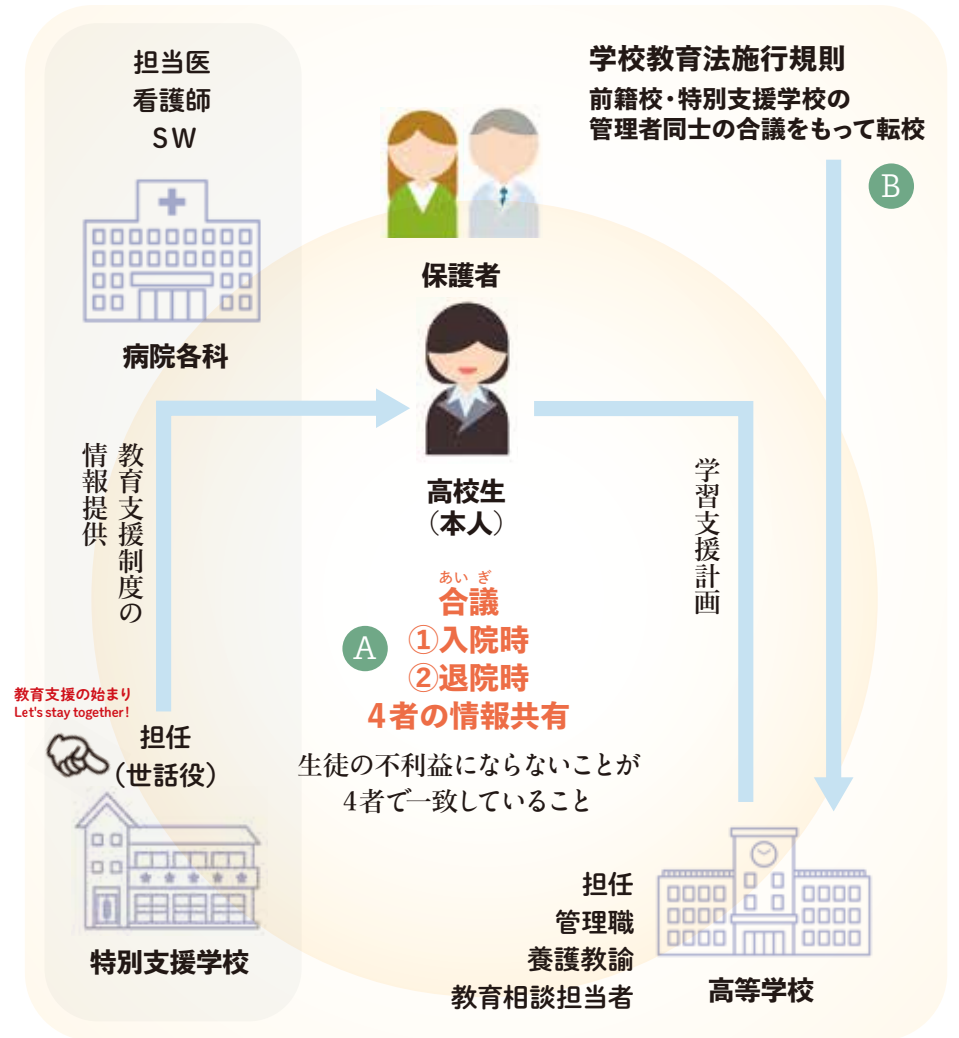 担当医
看護師
SW
病院各科
学校教育法施行規則
前籍校・特別支援学校の
管理者同士の合議をもって転校
B
保護者
高校生
（本人）
教育支援制度の
情報提供
学習支援計画
あいぎ
合議
A
①入院時
②退院時
4者の情報共有
生徒の不利益にならないことが
4者で一致していること
教育支援の始まり
Let's stay together!
担任
（世話役）
特別支援学校
担任
管理職
養護教諭
教育相談担当者
高等学校